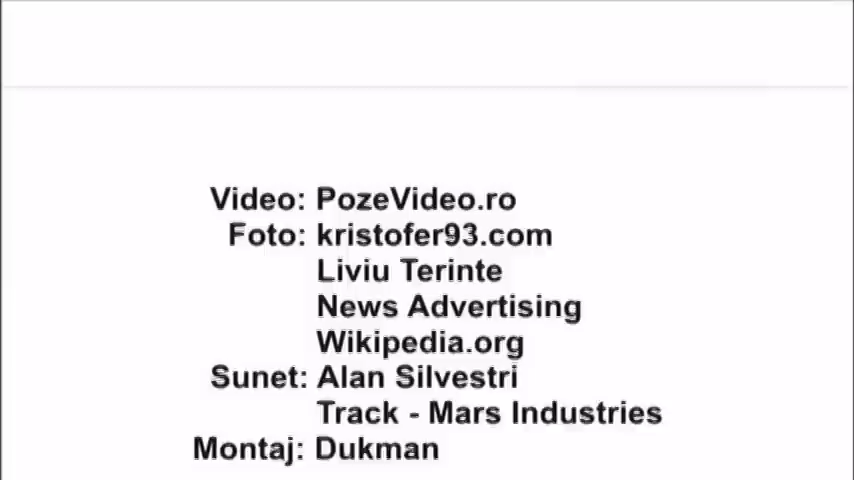 Video: PozeVideo.ro
Foto: kristofer93.com
Liviu Terinte
News Advertising
Wikipedia.org
Sunet: Alan Silvestri
Track - Mars Industries
Montaj: Dukman